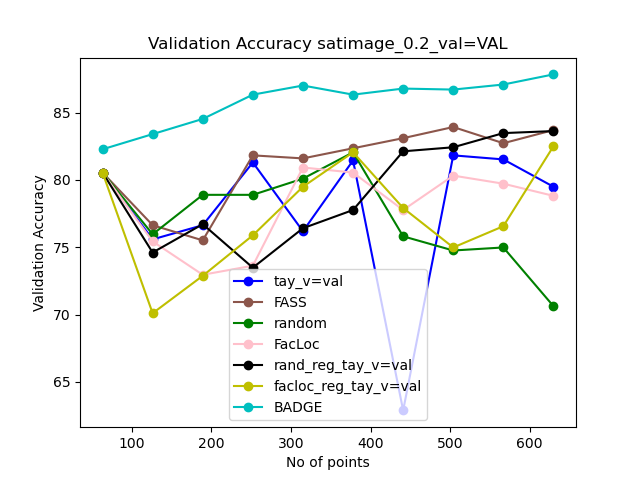 Validation Accuracy satimage_0.2_val=VAL
Validation Accuracy
85
80
75
70
65
tay_v=val
FASS
random
FacLoc
rand_reg_tay_v=val
facloc_reg_tay_v=val
BADGE
100 200 300 400 500 600
No of points